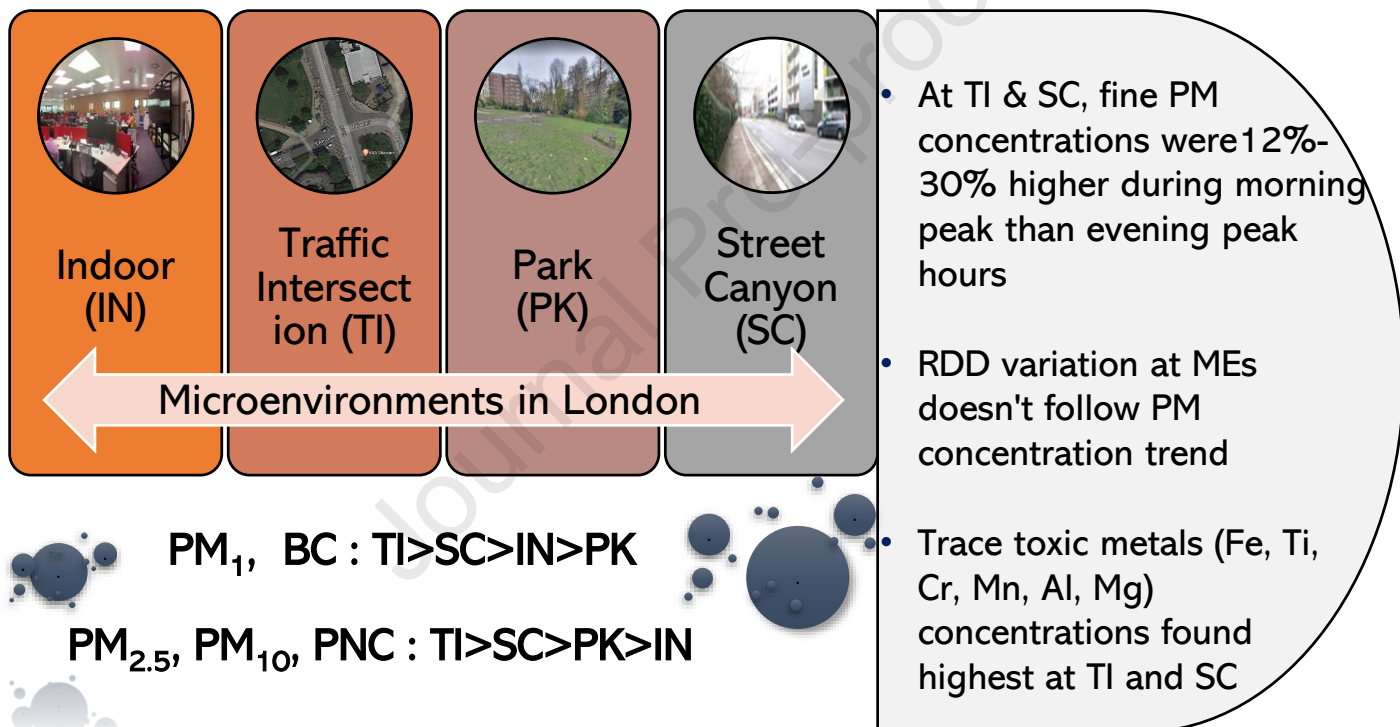 Indoor
(IN)
Traffic
Intersect
ion (TI)
Park
(PK)
Street
Canyon
(SC)
Microenvironments in London
PM₁, BC : TI>SC>IN>PK
PM₂.₅, PM₁₀, PNC : TI>SC>PK>IN
• At TI & SC, fine PM
concentrations were12%-
30% higher during morning
peak than evening peak
hours
• RDD variation at MEs
doesn't follow PM
concentration trend
• Trace toxic metals (Fe, Ti,
Cr, Mn, Al, Mg)
concentrations found
highest at TI and SC